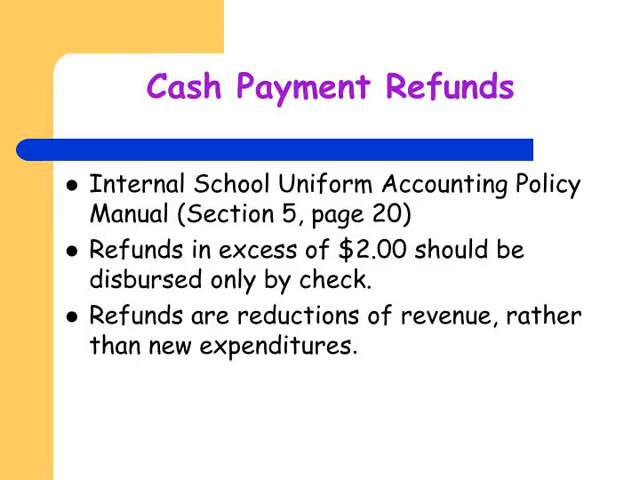 Cash Payment Refunds
● Internal School Uniform Accounting Policy
Manual (Section 5, page 20)
● Refunds in excess of $2.00 should be
disbursed only by check.
● Refunds are reductions of revenue, rather
than new expenditures.